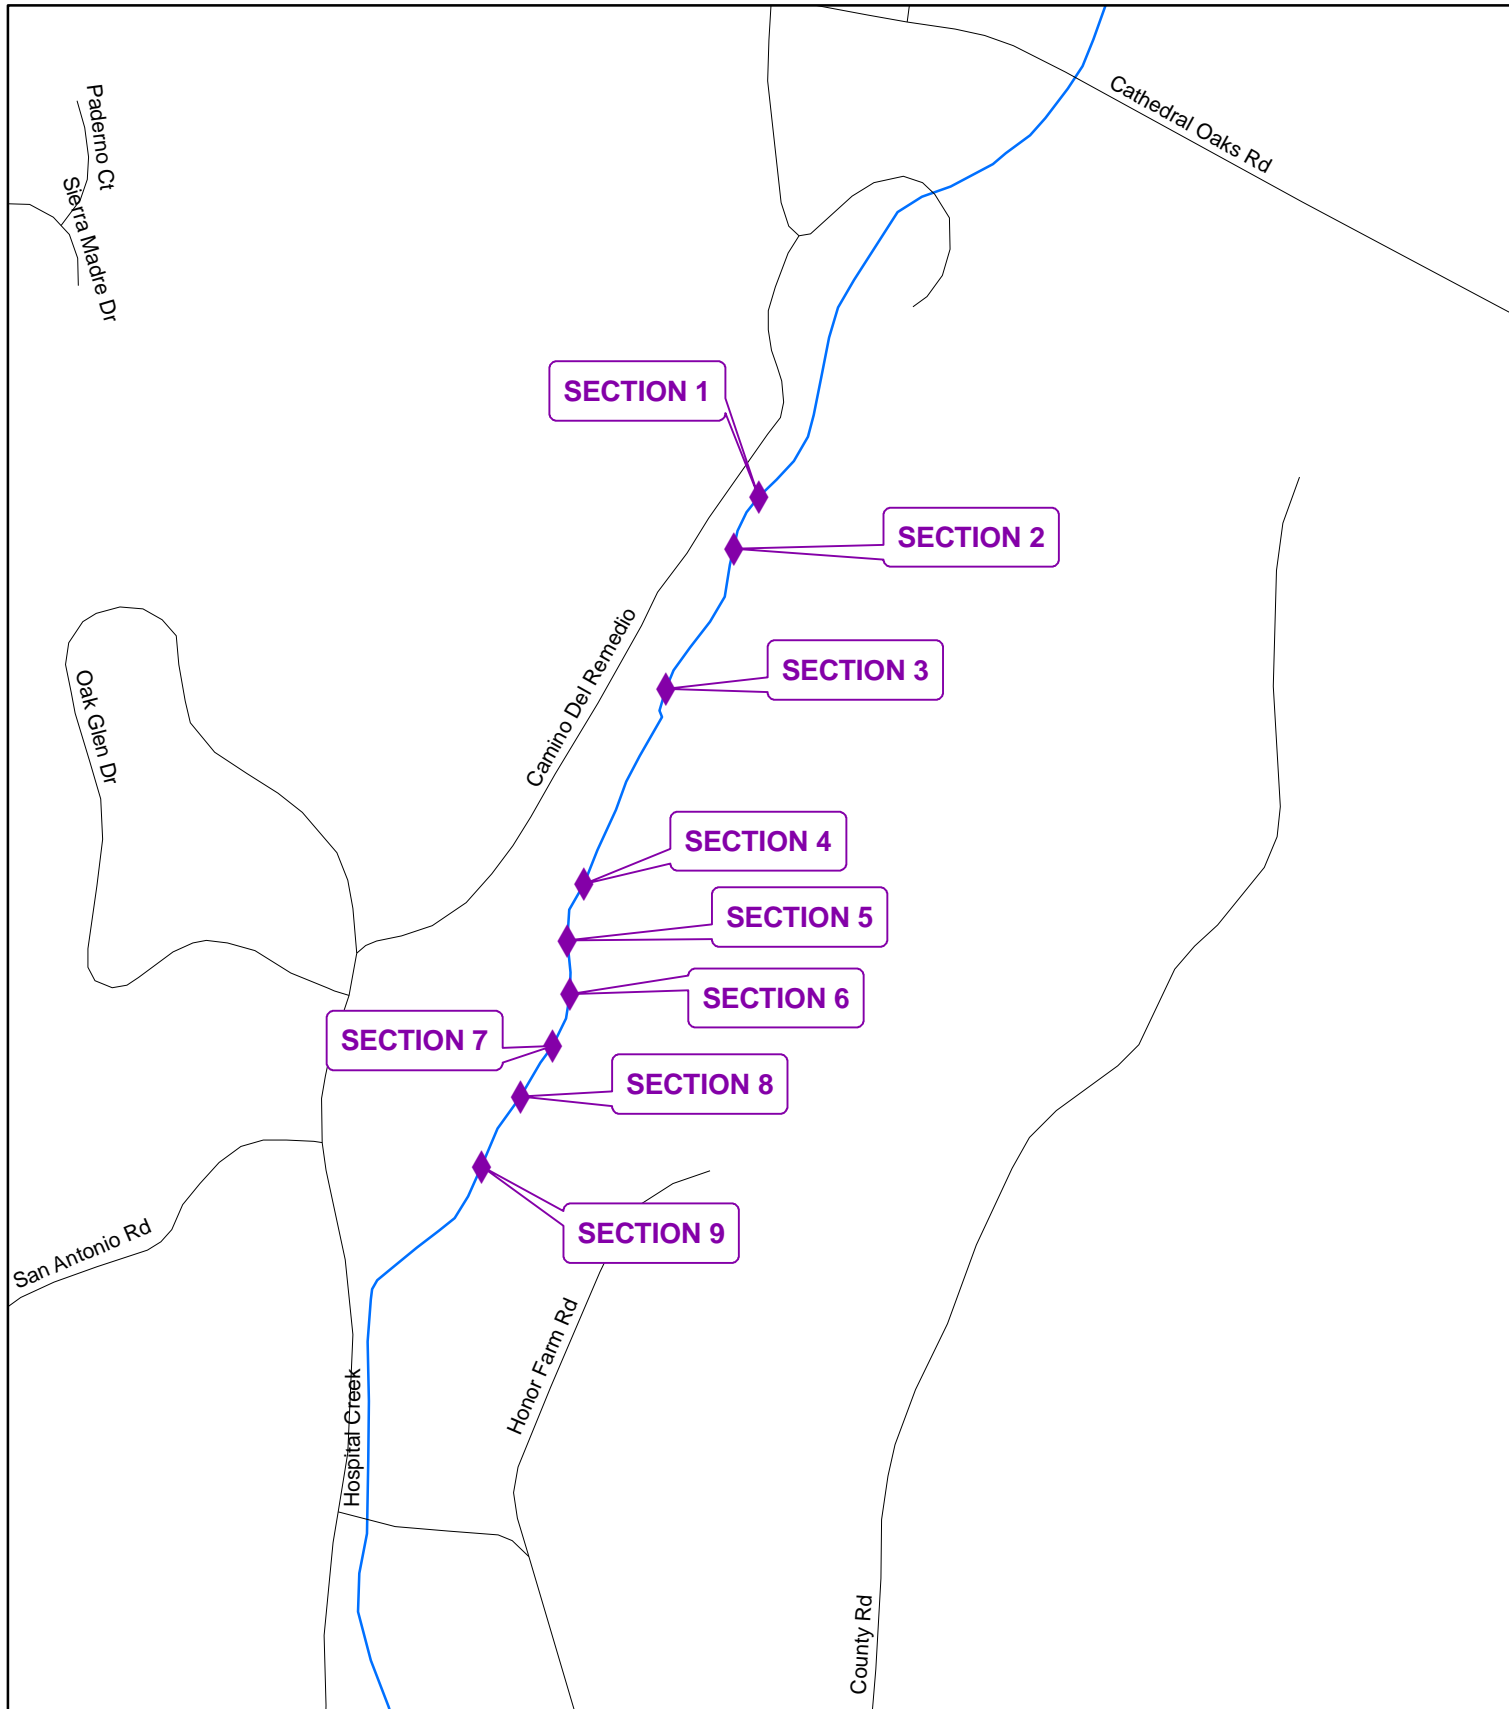 Cathedral Oaks Rd
Paderno Ct
Sierra Madre Dr
SECTION 1
SECTION 2
Camino Del Remedio
SECTION 3
Oak Glen Dr
SECTION 4
SECTION 5
SECTION 6
SECTION 7
SECTION 8
SECTION 9
San Antonio Rd
Honor Farm Rd
Hospital Creek
County Rd